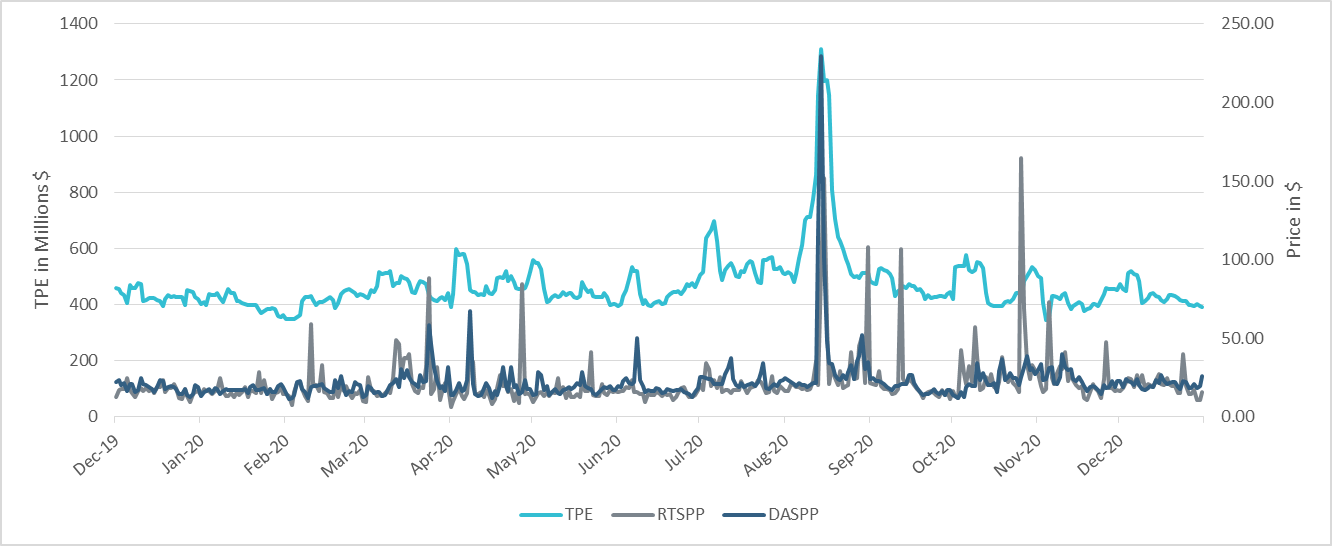 1400
1200
1000
800
600
400
200
0
TPE in Millions $
250.00
200.00
150.00
100.00
50.00
0.00
Price in $
Dec-19
Jan-20
Feb-20
Mar-20
Apr-20
May-20
Jun-20
Jul-20
Aug-20
Sep-20
Oct-20
Nov-20
Dec-20
TPE
RTSPP
DASPP